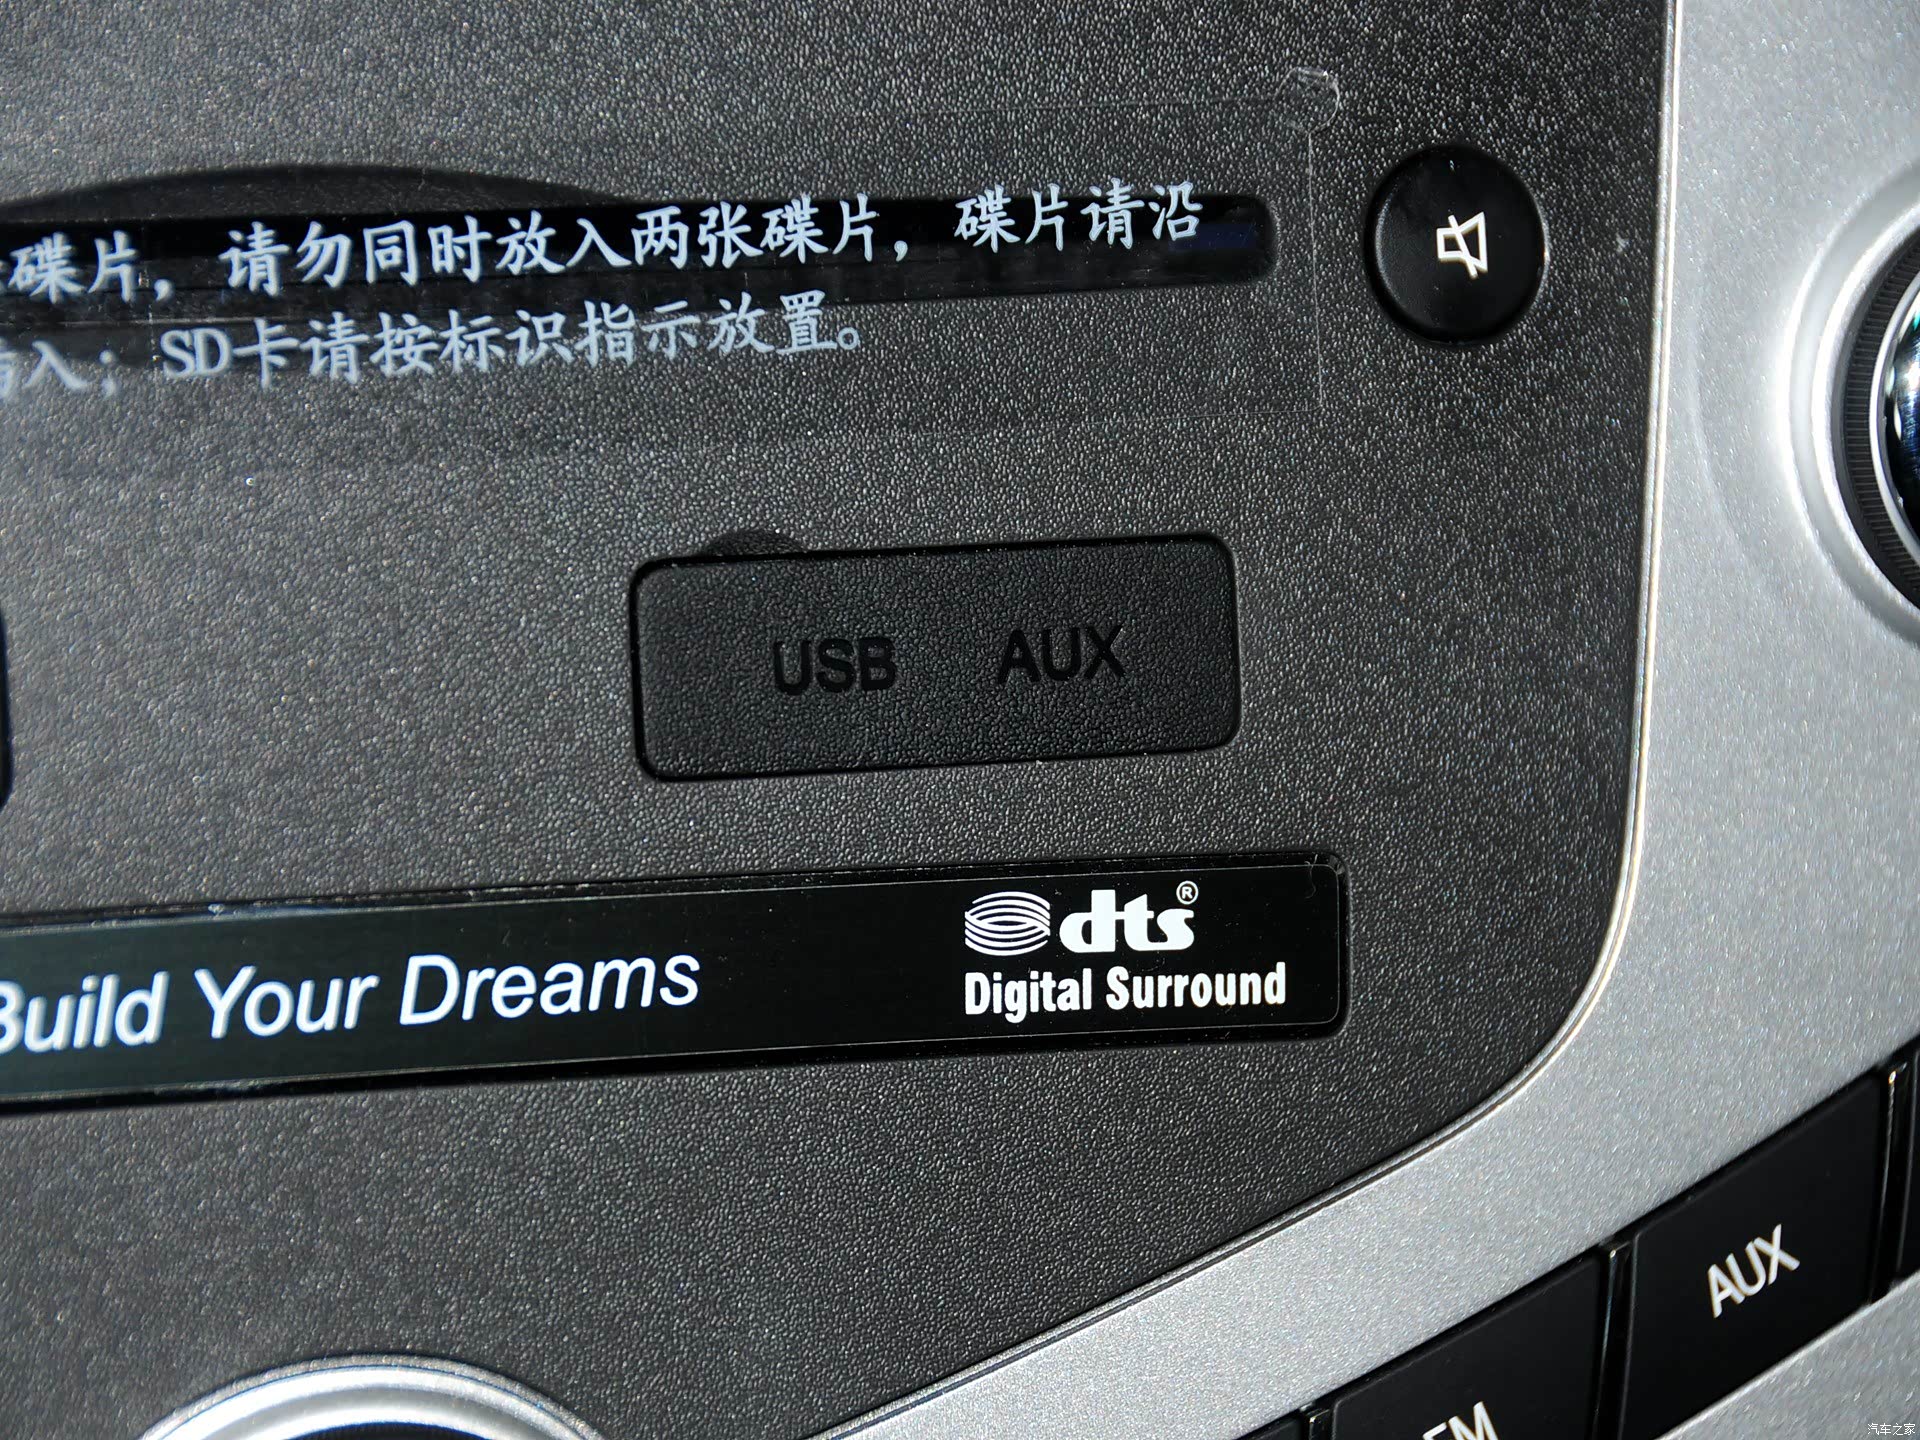 碟片，请勿同时放入两张碟片，碟片请沿
入；SD卡请按标识指示放置。
USB AUX
dts®
Build Your Dreams
Digital Surround
AUX
FM
汽车之家